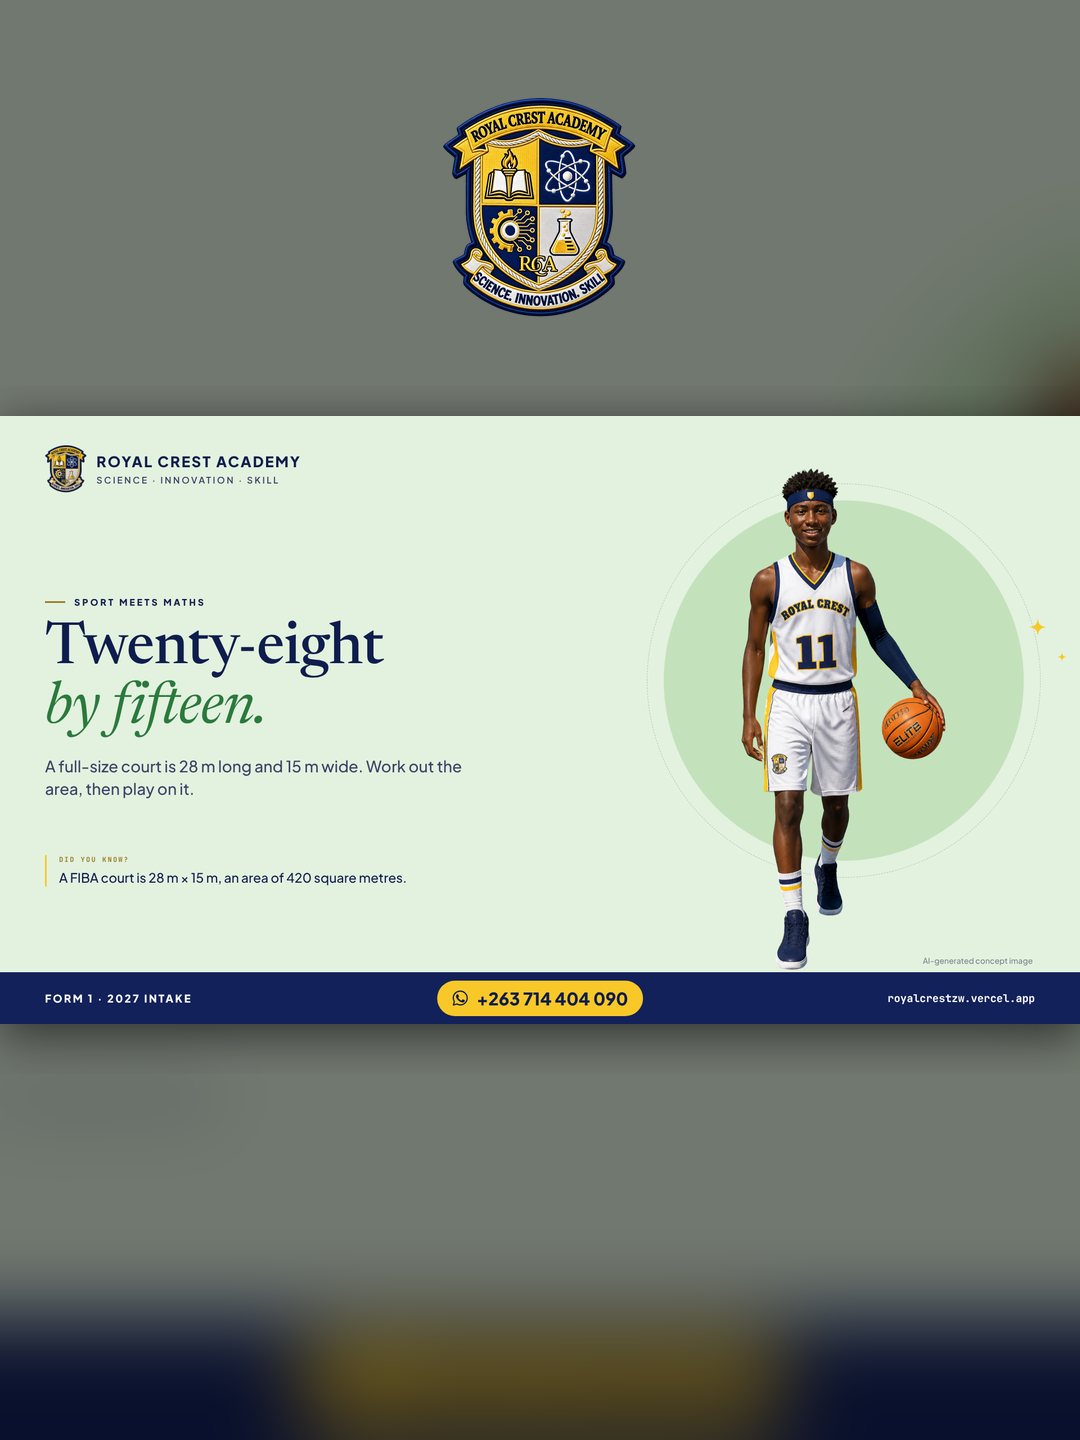 ROYAL CREST ACADEMY
RCA
SCIENCE. INNOVATION. SKILL
ROYAL CREST ACADEMY
SCIENCE · INNOVATION · SKILL
SPORT MEETS MATHS
Twenty-eight
by fifteen.
A full-size court is 28 m long and 15 m wide. Work out the
area, then play on it.
DID YOU KNOW?
A FIBA court is 28 m × 15 m, an area of 420 square metres.
ROYAL CREST
11
ELITE
AI-generated concept image
FORM 1 · 2027 INTAKE
+263 714 404 090
royalcrestzw.vercel.app